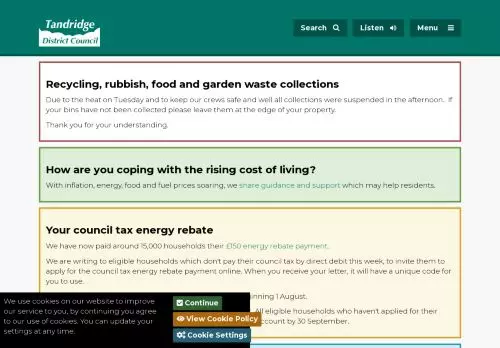 Tandridge
District Council
Search
Listen
Menu
Recycling, rubbish, food and garden waste collections
Due to the heat on Tuesday and to keep our crews safe and well all collections were suspended in the afternoon. If
your bins have not been collected please leave them at the edge of your property.
Thank you for your understanding.
How are you coping with the rising cost of living?
With inflation, energy, food and fuel prices soaring, we share guidance and support which may help residents.
Your council tax energy rebate
We have now paid around 15,000 households their £150 energy rebate payment.
We are writing to eligible households which don't pay their council tax by direct debit this week, to invite them to
apply for the council tax energy rebate payment online. When you receive your letter, it will have a unique code for
you to use.
inning 1 August.
All eligible households who haven't applied for their
account by 30 September.
We use cookies on our website to improve
our service to you, by continuing you agree
to our use of cookies. You can update your
settings at any time.
Continue
View Cookie Policy
Cookie Settings